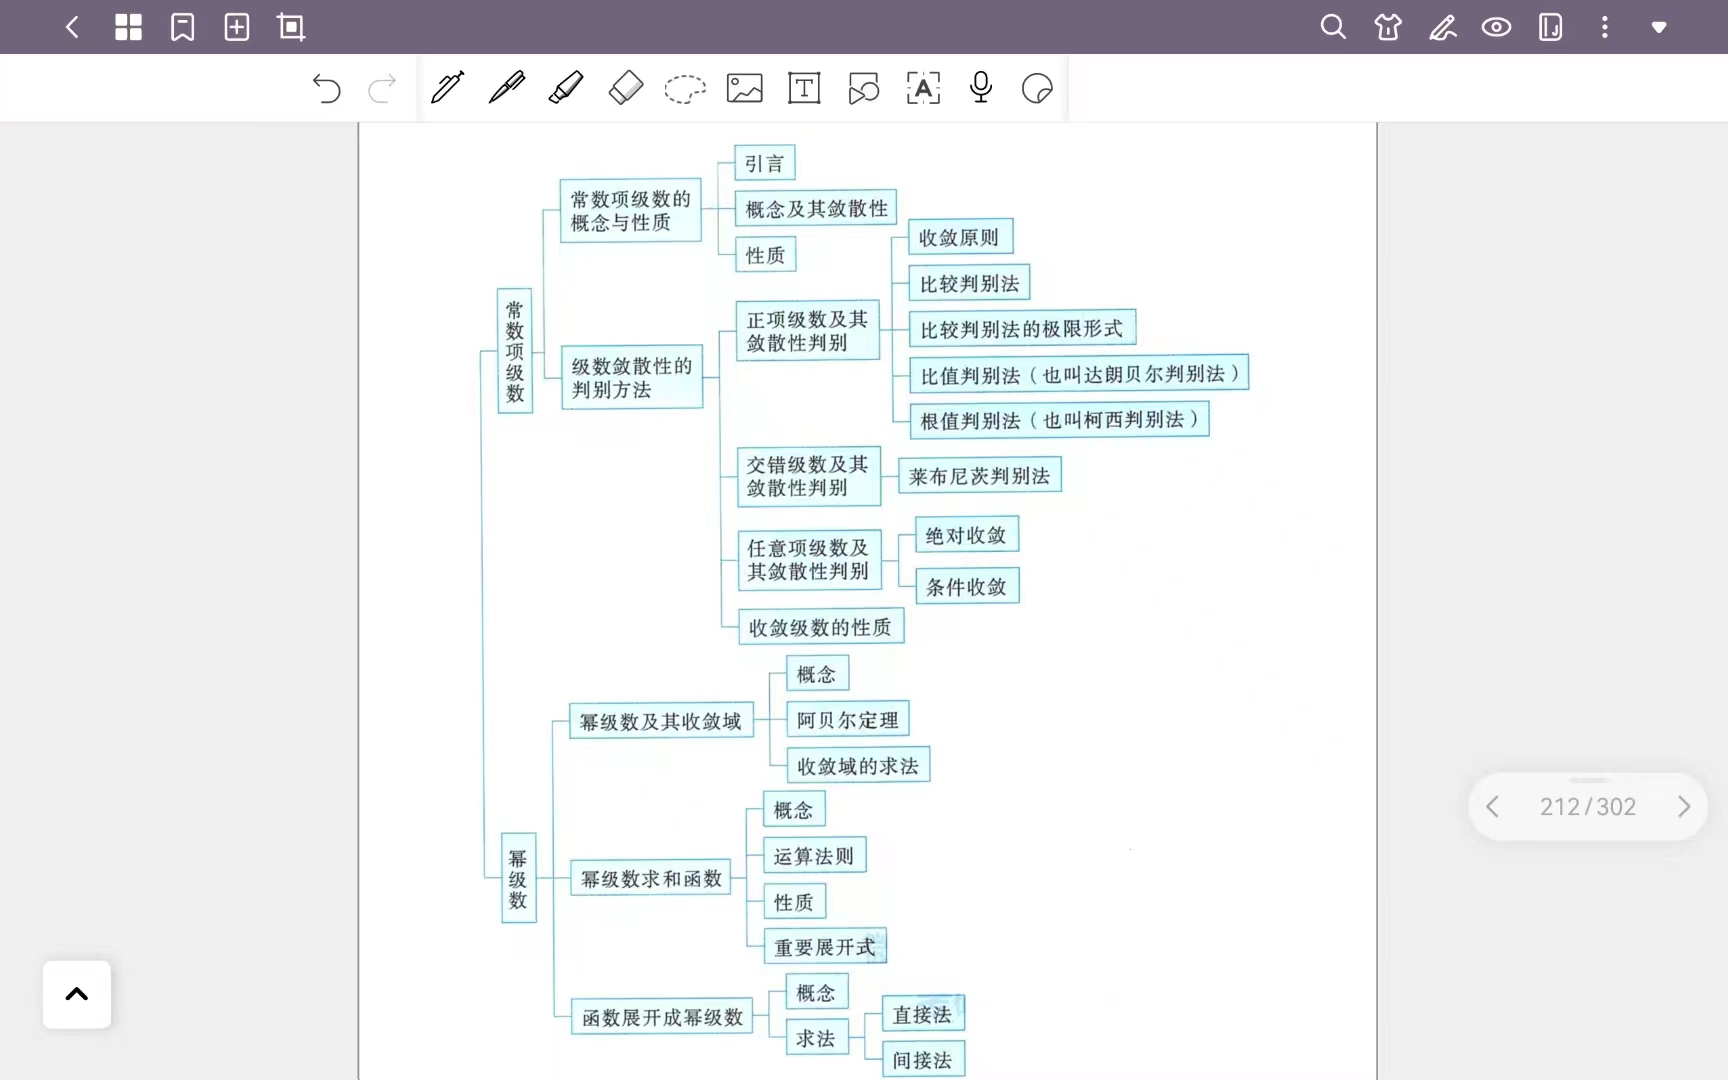 引言
常数项级数的
概念与性质
概念及其敛散性
性质
收敛原则
比较判别法
常数项级数
正项级数及其
敛散性判别
比较判别法的极限形式
级数敛散性的
判别方法
比值判别法（也叫达朗贝尔判别法）
根值判别法（也叫柯西判别法）
交错级数及其
敛散性判别
莱布尼茨判别法
任意项级数及
其敛散性判别
绝对收敛
条件收敛
收敛级数的性质
概念
幂级数及其收敛域
阿贝尔定理
收敛域的求法
概念
运算法则
幂级数
幂级数求和函数
性质
重要展开式
概念
函数展开成幂级数
求法
直接法
间接法
212/302